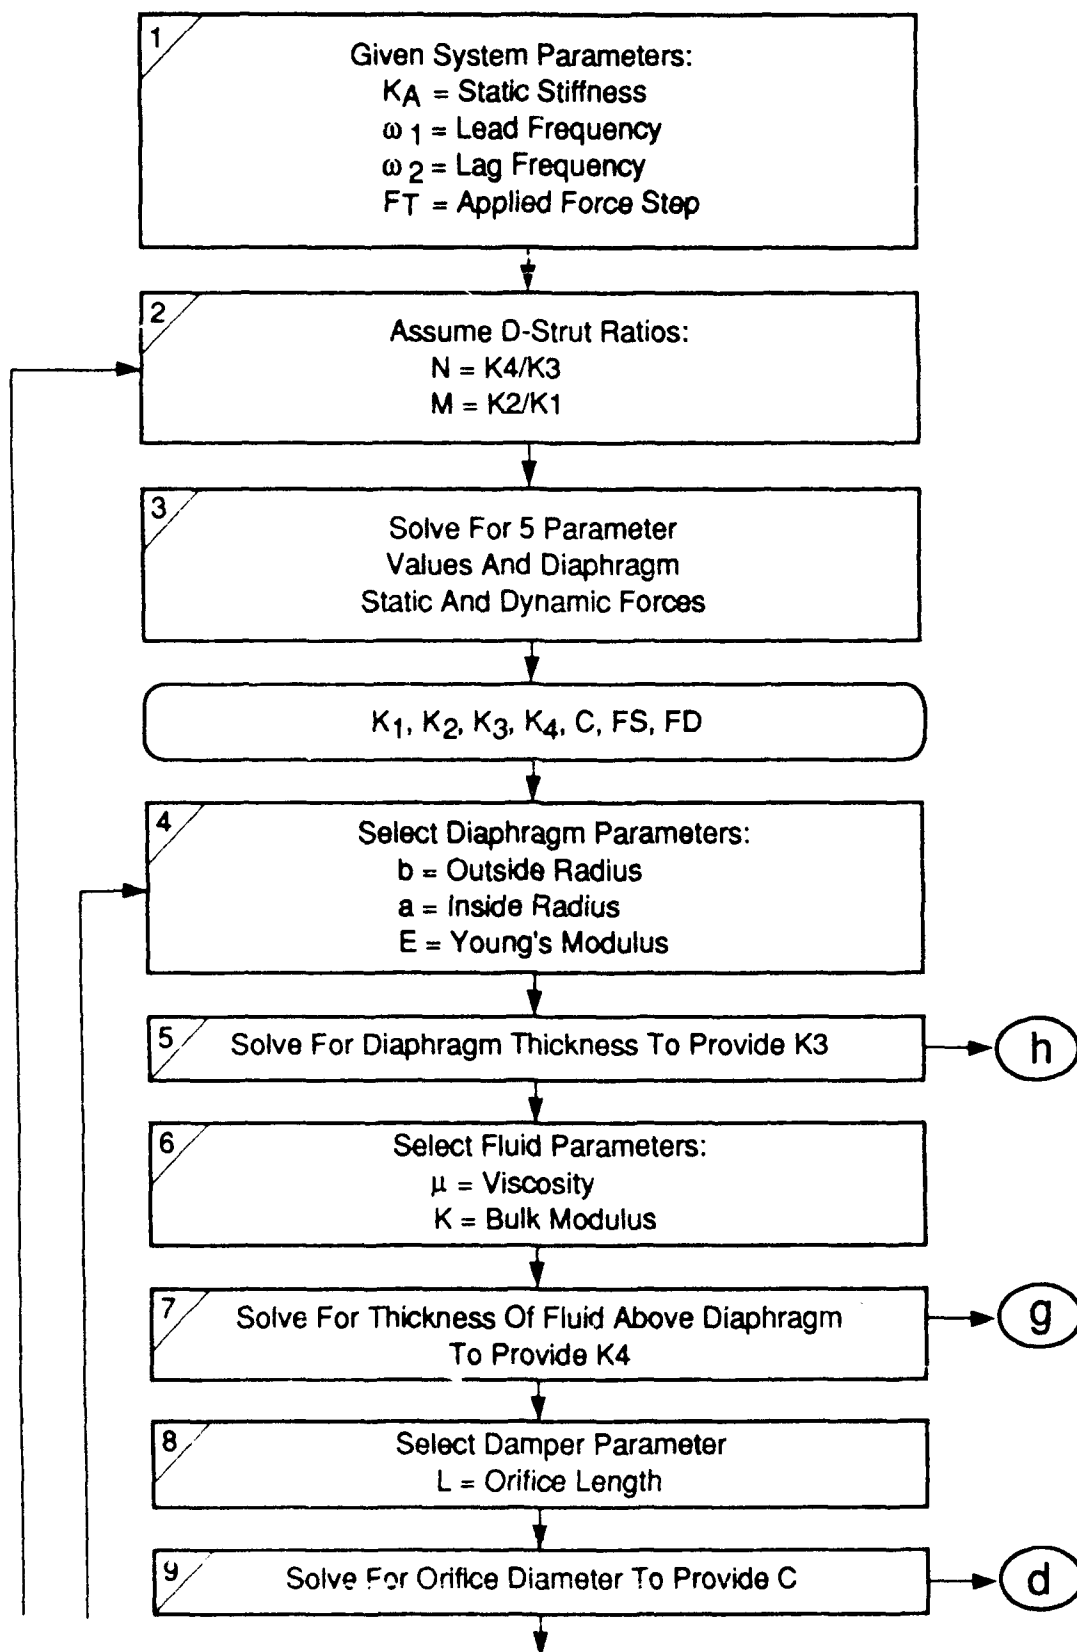 1
Given System Parameters:
KA = Static Stiffness
ω1 = Lead Frequency
ω2 = Lag Frequency
FT = Applied Force Step
2
Assume D-Strut Ratios:
N = K4/K3
M = K2/K1
3
Solve For 5 Parameter
Values And Diaphragm
Static And Dynamic Forces
K1, K2, K3, K4, C, FS, FD
4
Select Diaphragm Parameters:
b = Outside Radius
a = Inside Radius
E = Young's Modulus
5
Solve For Diaphragm Thickness To Provide K3
h
6
Select Fluid Parameters:
μ = Viscosity
K = Bulk Modulus
7
Solve For Thickness Of Fluid Above Diaphragm
To Provide K4
g
8
Select Damper Parameter
L = Orifice Length
9
Solve For Orifice Diameter To Provide C
d